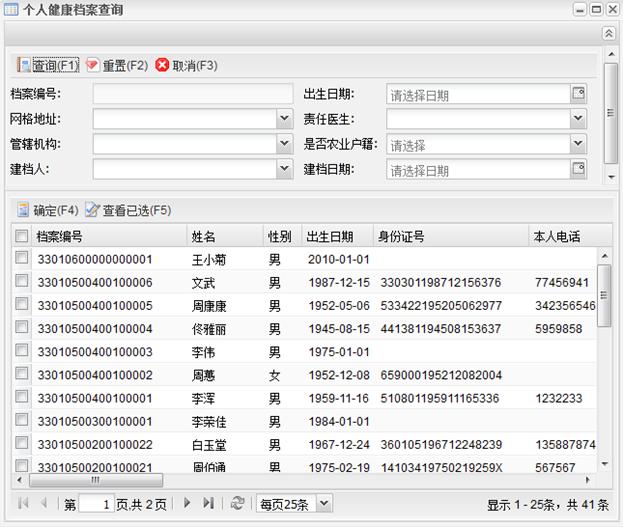 个人健康档案查询
查询(F1) 重置(F2) 取消(F3)
档案编号: 出生日期: 请选择日期
网格地址: 责任医生:
管辖机构: 是否农业户籍: 请选择
建档人: 建档日期: 请选择日期
确定(F4) 查看已选(F5)
档案编号 姓名 性别 出生日期 身份证号 本人电话
33010600000000001 王小菊 男 2010-01-01
33010500400100006 文武 男 1987-12-15 330301198712156376 77456941
33010500400100005 周康康 男 1952-05-06 533422195205062977 342356546
33010500400100004 佟雅丽 男 1945-08-15 441381194508153637 5959858
33010500400100003 李伟 男 1975-01-01
33010500400100002 周蕙 女 1952-12-08 659000195212082004
33010500400100001 李浑 男 1959-11-16 510801195911165336 1232233
33010500300100001 李荣佳 男 1984-01-01
33010500200100022 白玉堂 男 1967-12-24 360105196712248239 135887874
33010500200100021 周伯通 男 1975-02-19 14103419750219259X 567567
第 1 页,共 2 页 每页25条 显示 1 - 25条，共 41 条